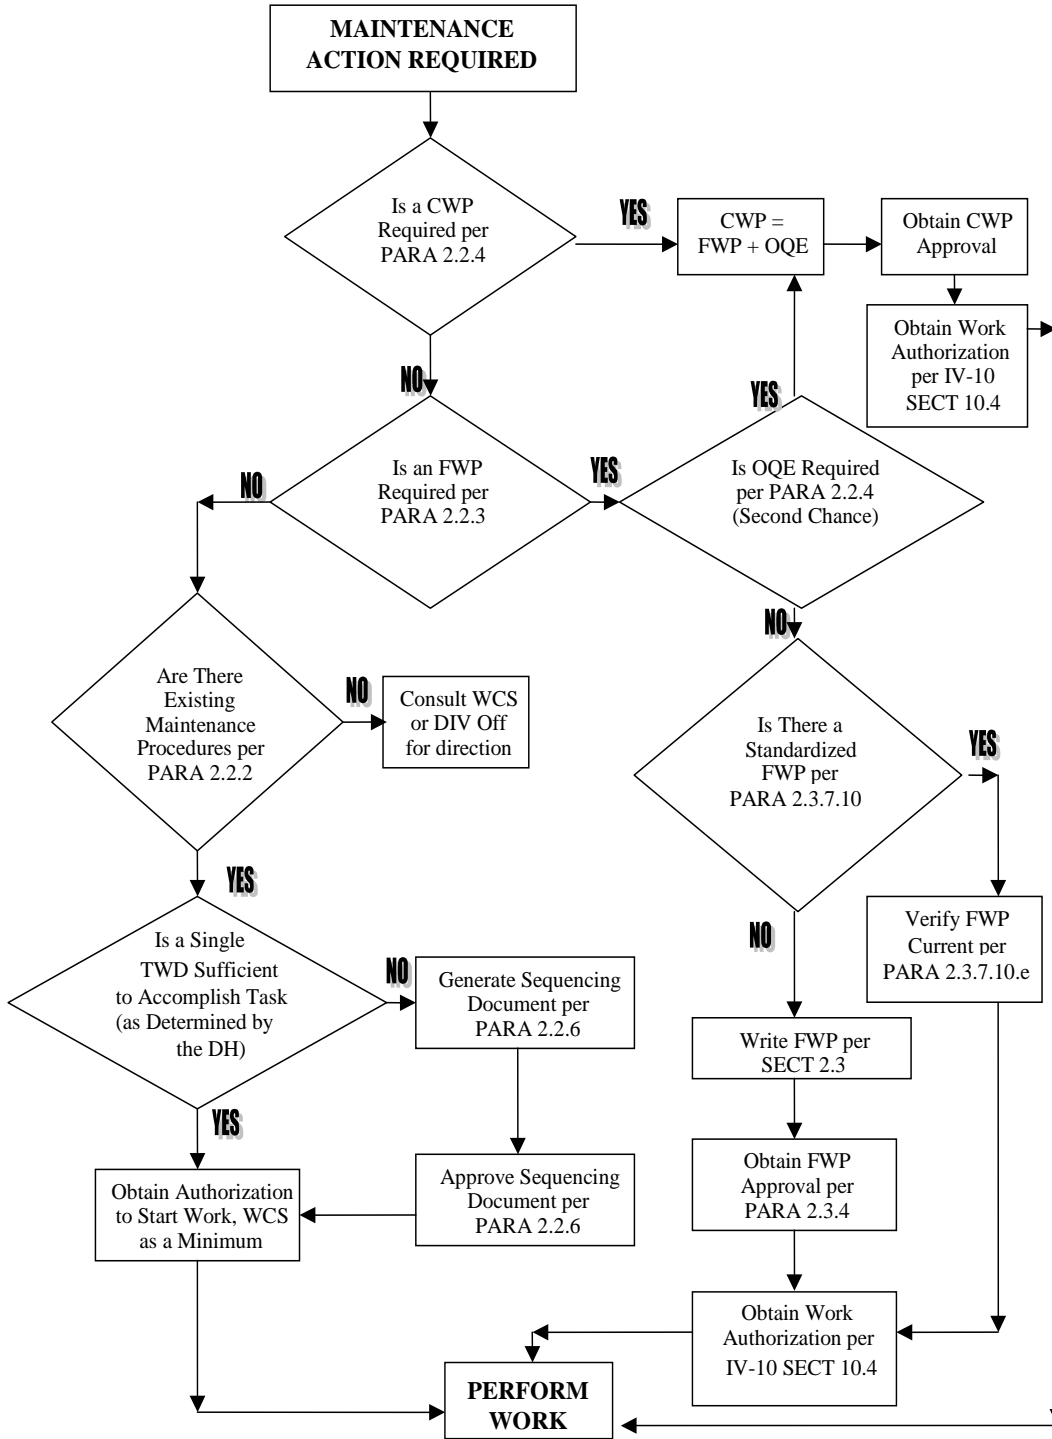 MAINTENANCE
ACTION REQUIRED
Is a CWP
Required per
PARA 2.2.4
YES
CWP =
FWP + OQE
Obtain CWP
Approval
Obtain Work
Authorization
per IV-10
SECT 10.4
NO
Is an FWP
Required per
PARA 2.2.3
NO
YES
YES
Is OQE Required
per PARA 2.2.4
(Second Chance)
NO
Are There
Existing
Maintenance
Procedures per
PARA 2.2.2
NO
Consult WCS
or DIV Off
for direction
Is There a
Standardized
FWP per
PARA 2.3.7.10
YES
YES
Verify FWP
Current per
PARA 2.3.7.10.e
Is a Single
TWD Sufficient
to Accomplish Task
(as Determined by
the DH)
NO
Generate Sequencing
Document per
PARA 2.2.6
NO
Write FWP per
SECT 2.3
YES
Obtain Authorization
to Start Work, WCS
as a Minimum
Approve Sequencing
Document per
PARA 2.2.6
Obtain FWP
Approval per
PARA 2.3.4
Obtain Work
Authorization per
IV-10 SECT 10.4
PERFORM
WORK